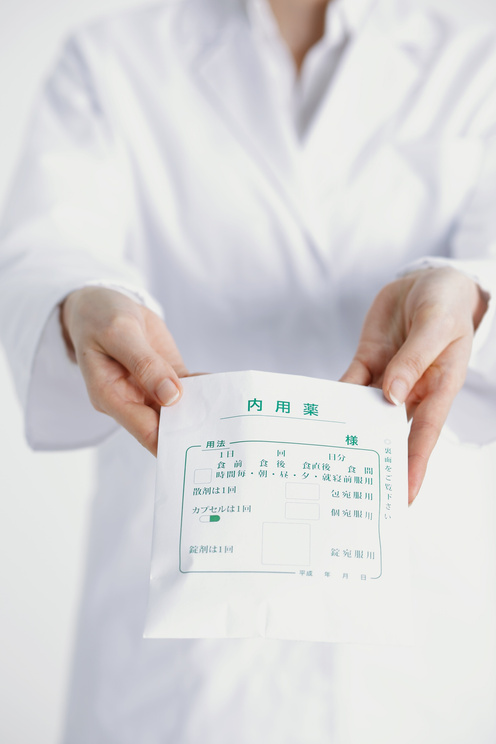 内用薬
様
用法
1日 回 日分
食前 食後 食直後 食間
時間毎・朝・昼・夕・就寝前服用
散剤は1回 包宛服用
カプセルは1回 個宛服用
錠剤は1回 錠宛服用
平成 年 月 日
○裏面をご覧下さい